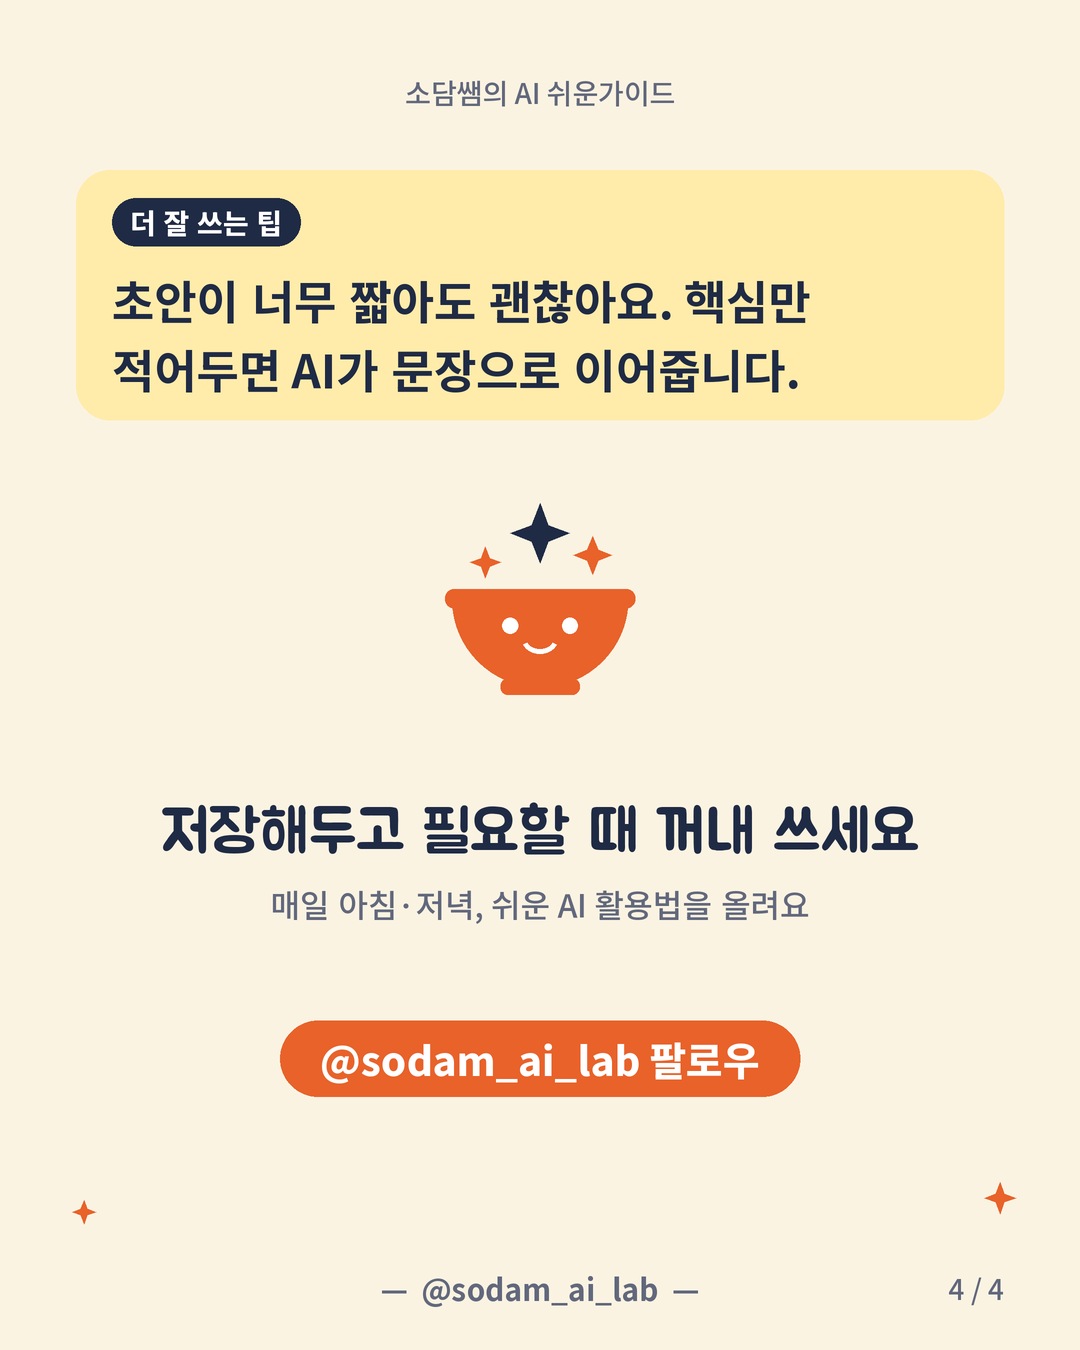 소담쌤의 AI 쉬운가이드
더 잘 쓰는 팁
초안이 너무 짧아도 괜찮아요. 핵심만
적어두면 AI가 문장으로 이어줍니다.
저장해두고 필요할 때 꺼내 쓰세요
매일 아침·저녁, 쉬운 AI 활용법을 올려요
@sodam_ai_lab 팔로우
— @sodam_ai_lab —
4 / 4